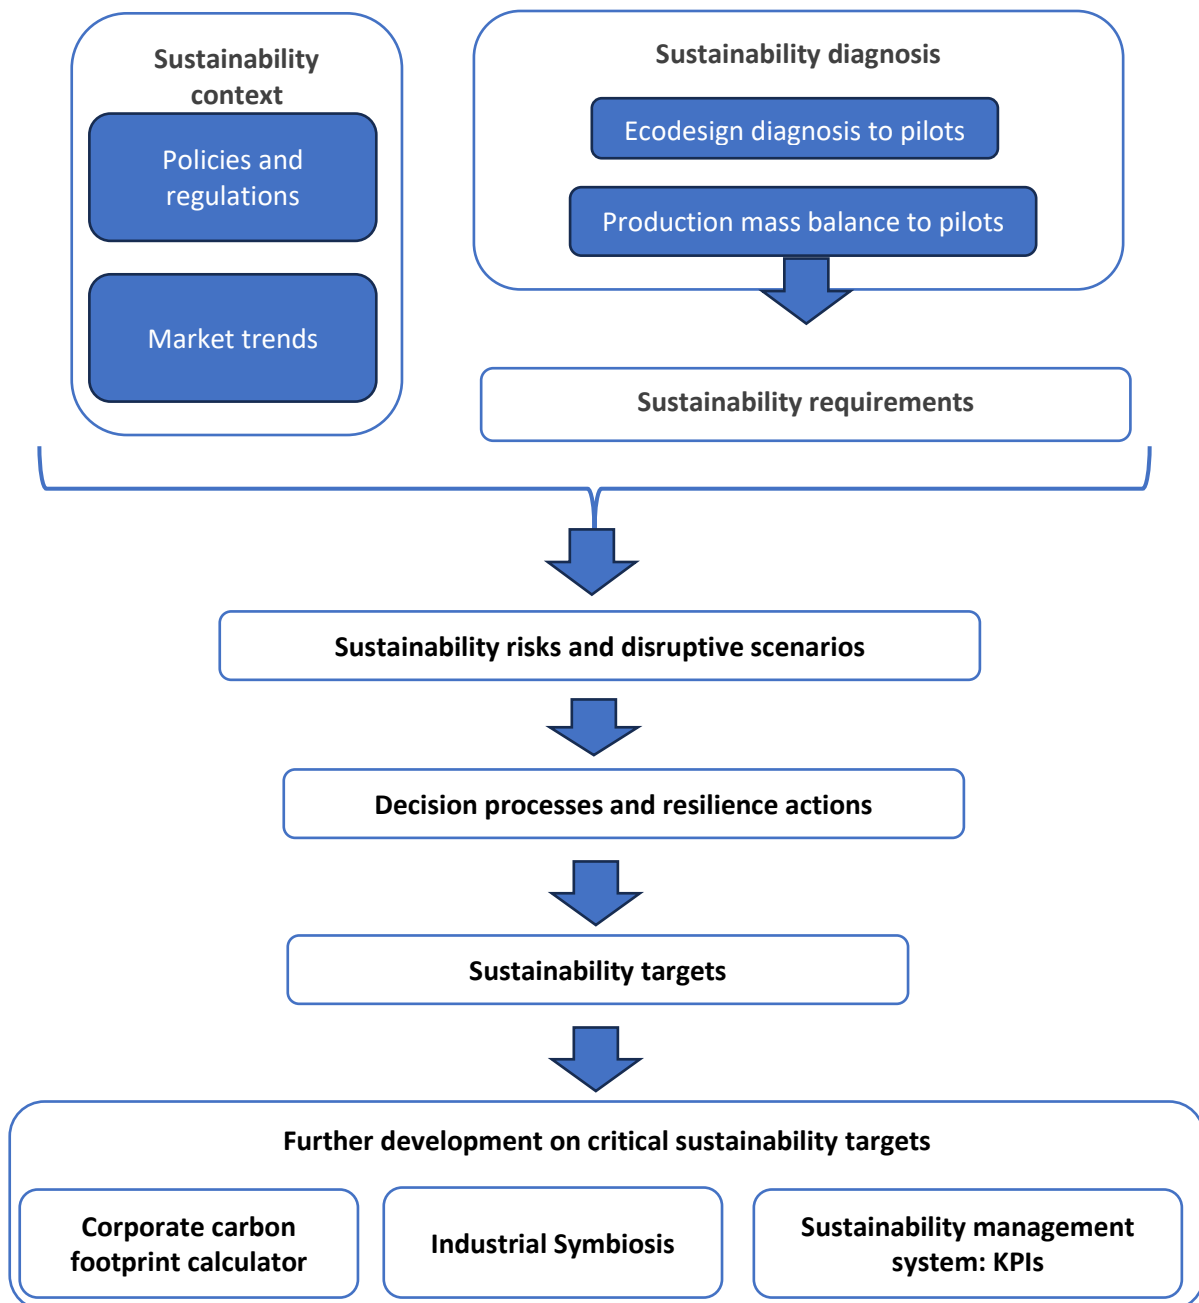 Sustainability
context
Policies and
regulations
Market trends
Sustainability diagnosis
Ecodesign diagnosis to pilots
Production mass balance to pilots
Sustainability requirements
Sustainability risks and disruptive scenarios
Decision processes and resilience actions
Sustainability targets
Further development on critical sustainability targets
Corporate carbon
footprint calculator
Industrial Symbiosis
Sustainability management
system: KPIs